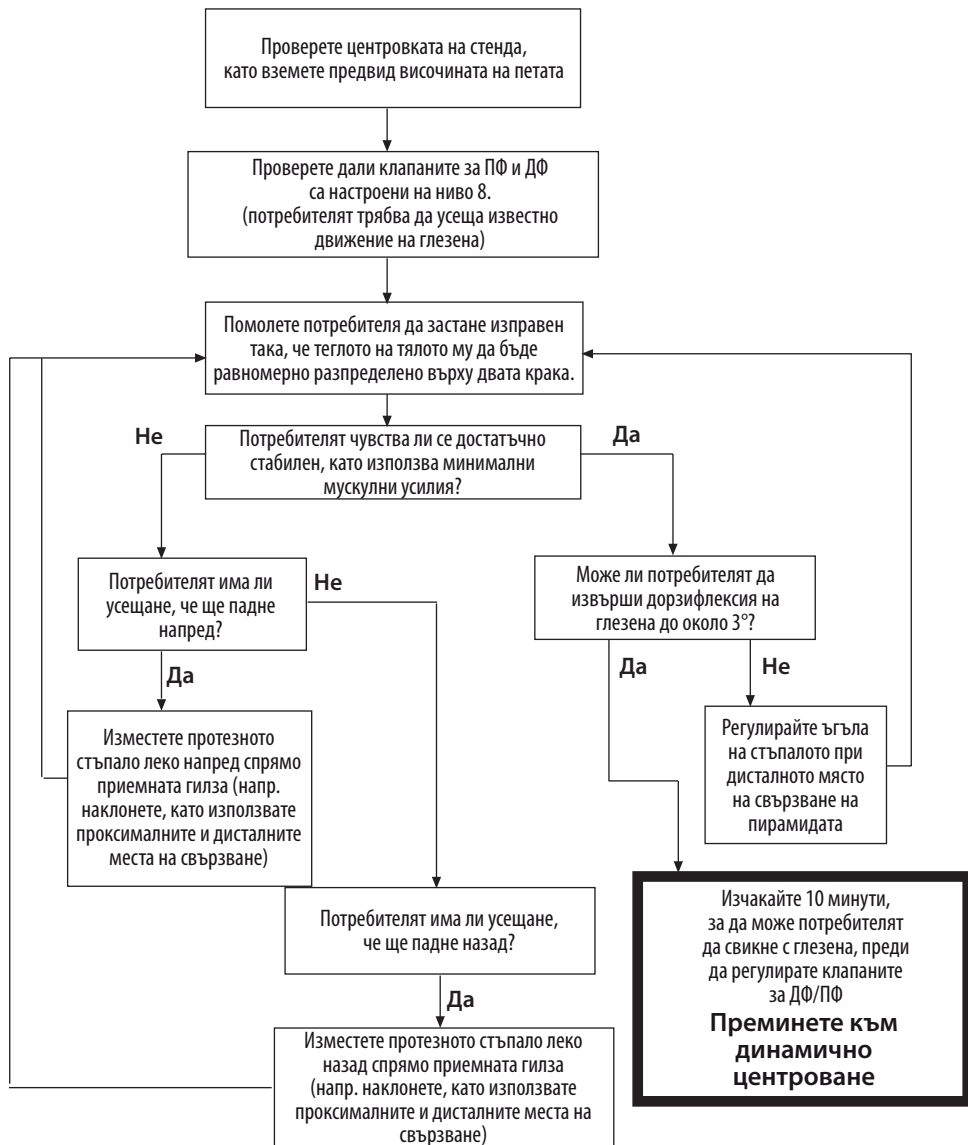 Проверете центровката на стенда,
като вземете предвид височината на петата
Проверете дали клапаните за ПФ и ДФ
са настроени на ниво 8.
(потребителят трябва да усеща известно
движение на глезена)
Помолете потребителя да застане изправен
така, че теглото на тялото му да бъде
равномерно разпределено върху двата крака.
Не
Потребителят чувства ли се достатъчно
стабилен, като използва минимални
мускулни усилия?
Да
Потребителят има ли
усещане, че ще падне
напред?
Не
Може ли потребителят да
извърши дорзифлексия на
глезена до около 3°?
Да
Да
Не
Изместете протезното
стъпало леко напред спрямо
приемната гилза (напр.
наклонете, като използвате
проксималните и дисталните
места на свързване)
Регулирайте ъгъла
на стъпалото при
дисталното място
на свързване на
пирамидата
Потребителят има ли усещане,
че ще падне назад?
Да
Изместете протезното стъпало леко
назад спрямо приемната гилза
(напр. наклонете, като използвате
проксималните и дисталните места на
свързване)
Изчакайте 10 минути,
за да може потребителят
да свикне с глезена, преди
да регулирате клапаните
за ДФ/ПФ
Преминете към
динамично
центроване